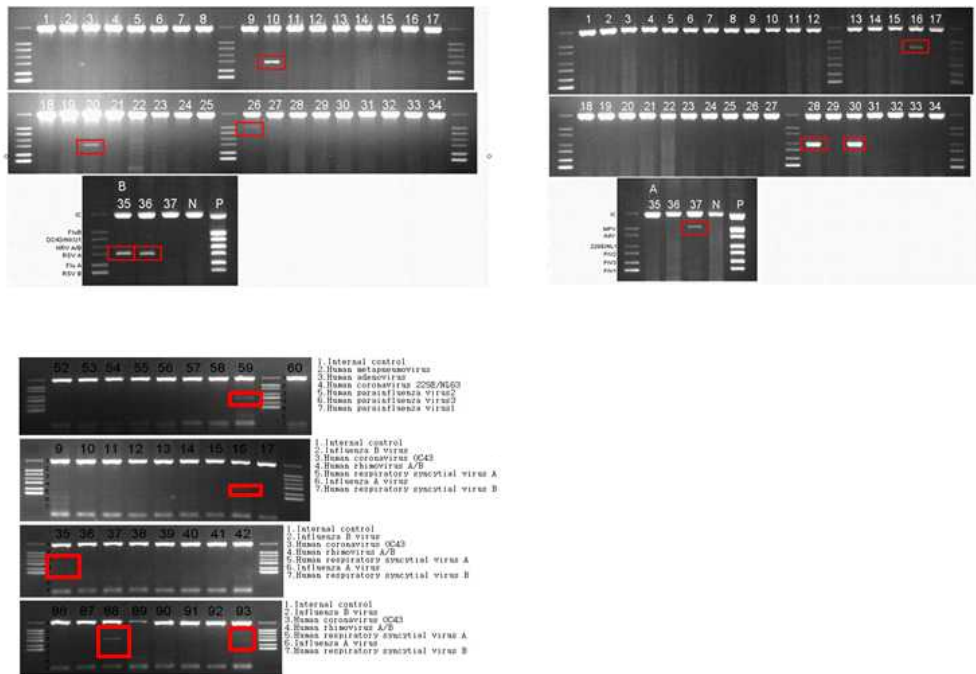 1 2 3 4 5 6 7 8 9 10 11 12 13 14 15 16 17
18 19 20 21 22 23 24 25 26 27 28 29 30 31 32 33 34
B
35 36 37 N P
IC
FluB
OC43/HKU1
HRV A/B
RSV A
Flu A
RSV B
1 2 3 4 5 6 7 8 9 10 11 12 13 14 15 16 17
18 19 20 21 22 23 24 25 26 27 28 29 30 31 32 33 34
A
35 36 37 N P
IC
MPV
AdV
229E/NL1
PIV2
PIV3
PIV1
52 53 54 55 56 57 58 59 60
1.Internal control
2.Human metapneumovirus
3.Human adenovirus
4.Human coronavirus 229E/NL63
5.Human parainfluenza virus2
6.Human parainfluenza virus3
7.Human parainfluenza virus1
9 10 11 12 13 14 15 16 17
1.Internal control
2.Influenza B virus
3.Human coronavirus OC43
4.Human rhinovirus A/B
5.Human respiratory syncytial virus A
6.Influenza A virus
7.Human respiratory syncytial virus B
35 36 37 38 39 40 41 42
1.Internal control
2.Influenza B virus
3.Human coronavirus OC43
4.Human rhinovirus A/B
5.Human respiratory syncytial virus A
6.Influenza A virus
7.Human respiratory syncytial virus B
86 87 88 89 90 91 92 93
1.Internal control
2.Influenza B virus
3.Human coronavirus OC43
4.Human rhinovirus A/B
5.Human respiratory syncytial virus A
6.Influenza A virus
7.Human respiratory syncytial virus B